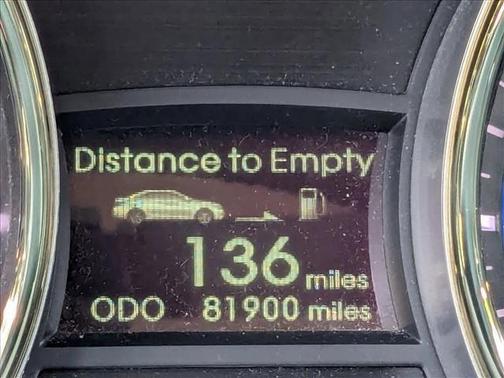 Distance to Empty
136 miles
ODO 81900 miles